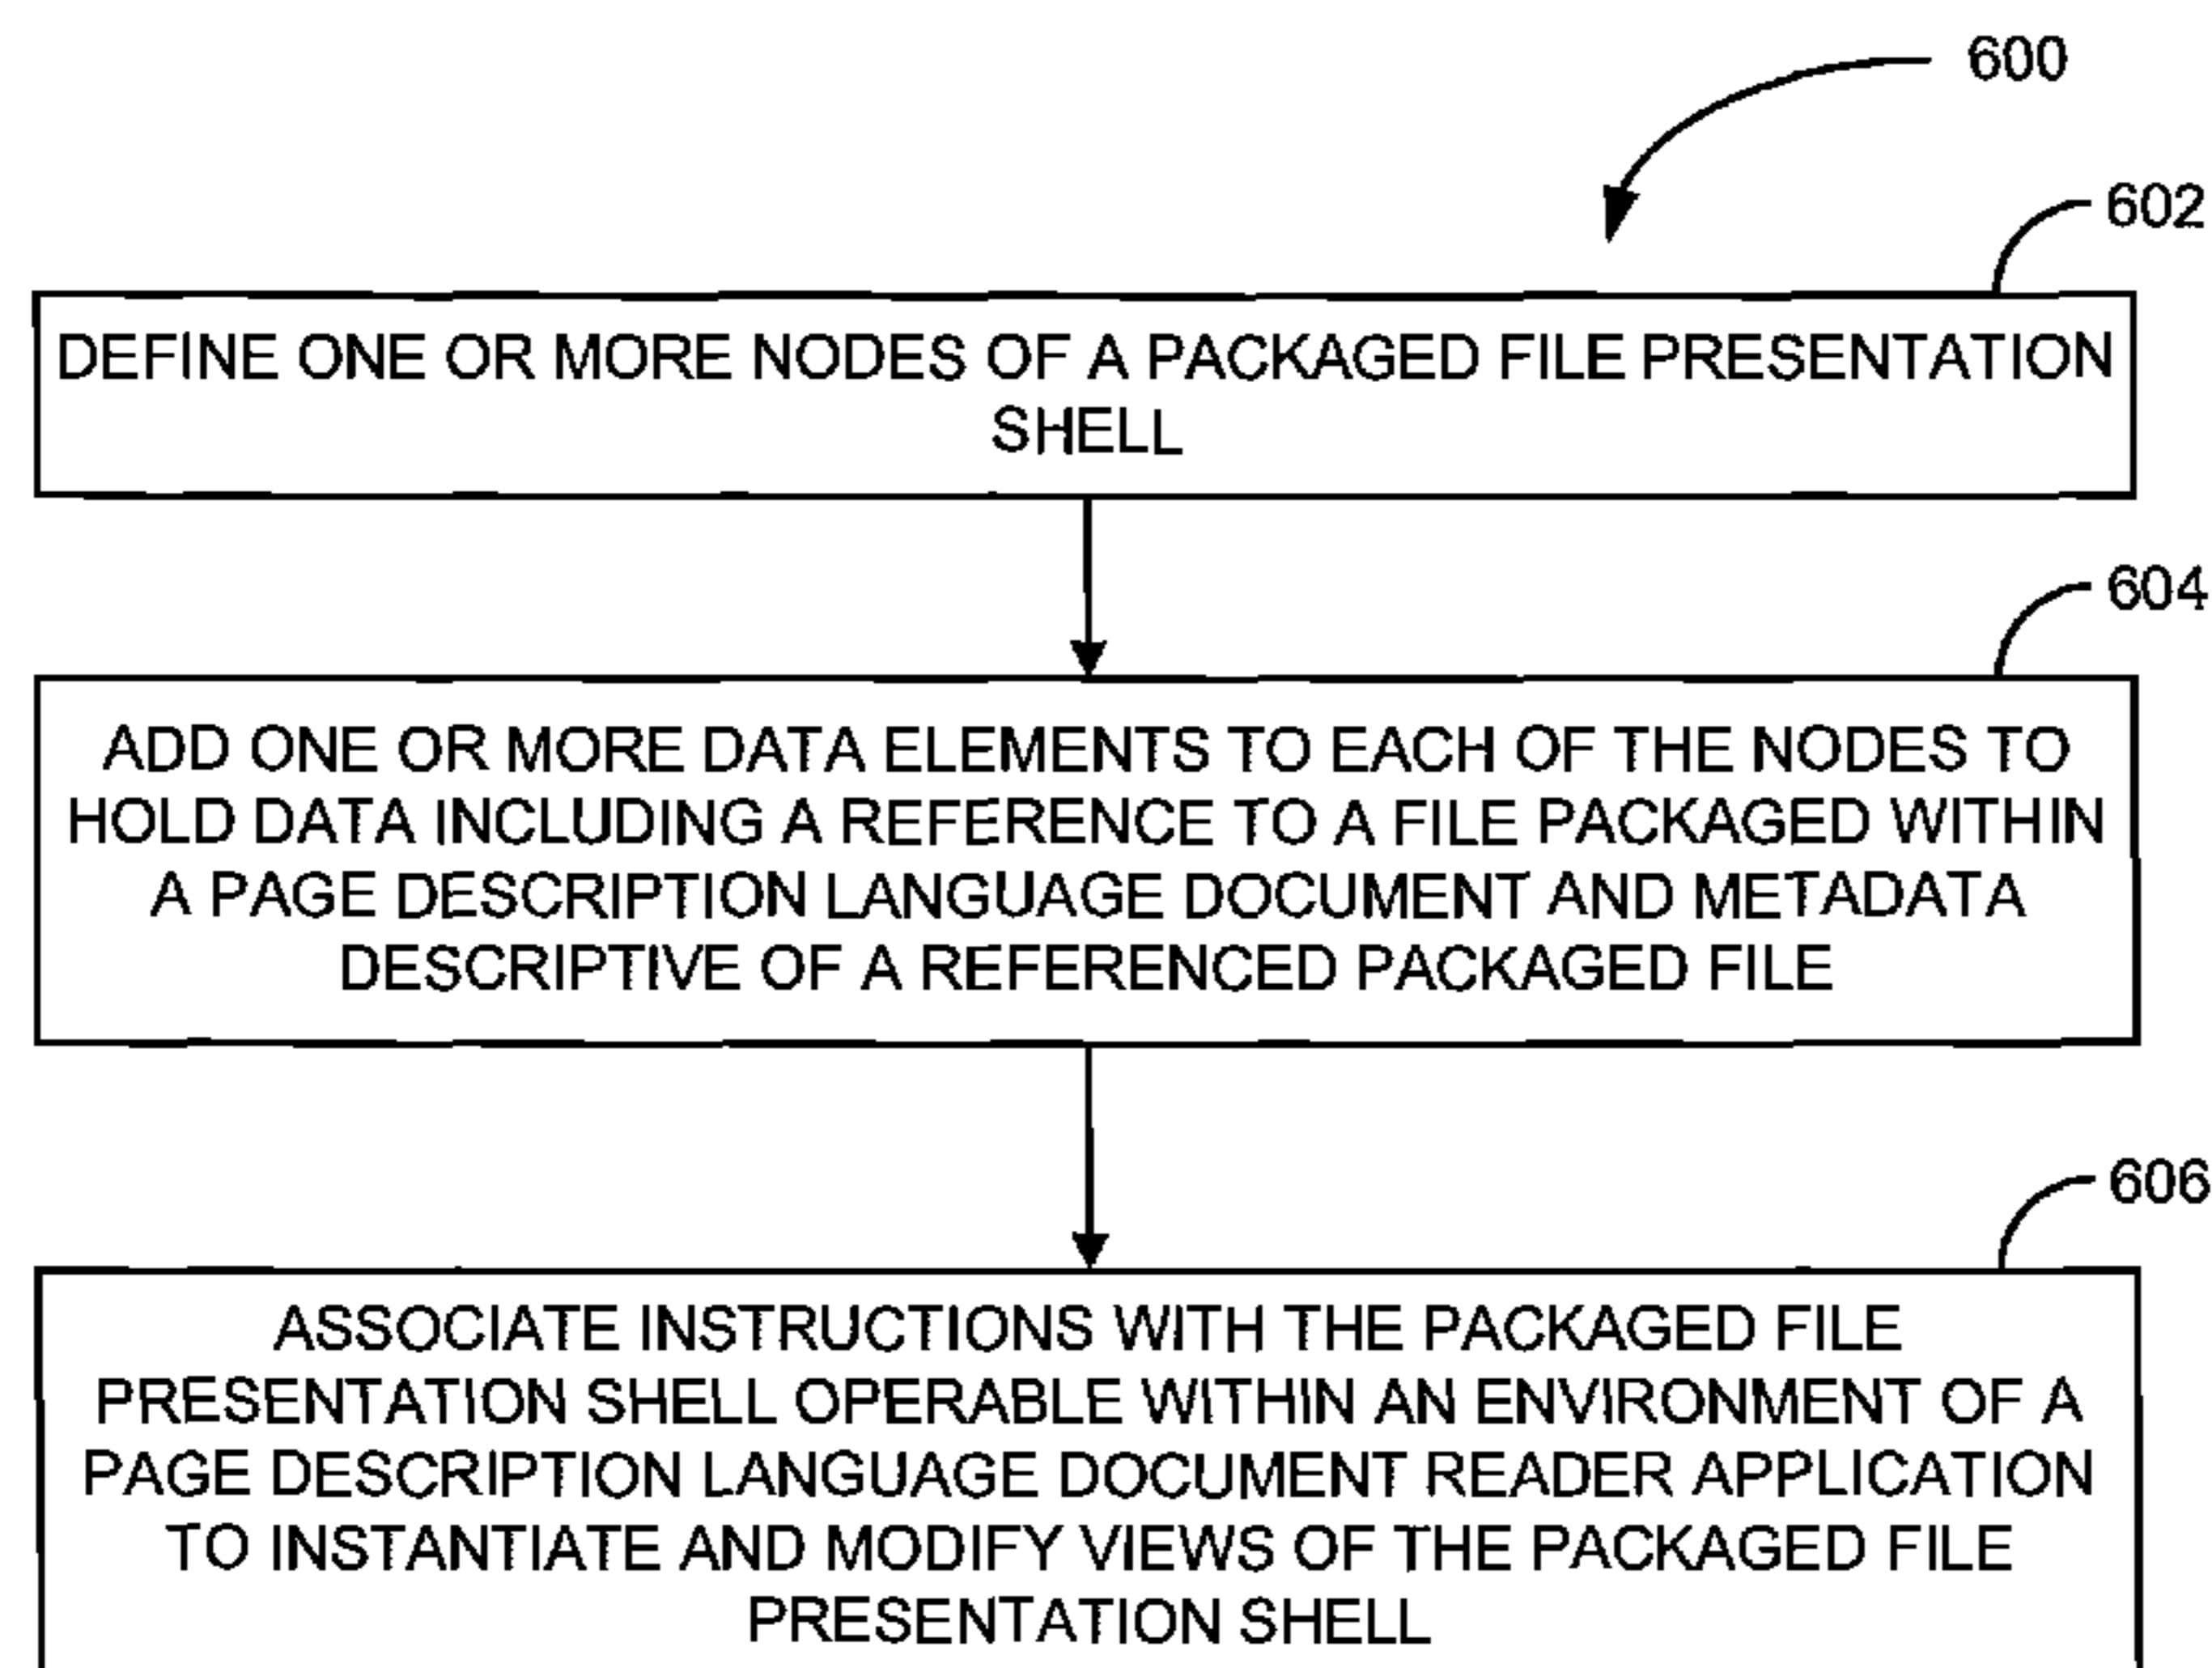 600
602
DEFINE ONE OR MORE NODES OF A PACKAGED FILE PRESENTATION
SHELL
604
ADD ONE OR MORE DATA ELEMENTS TO EACH OF THE NODES TO
HOLD DATA INCLUDING A REFERENCE TO A FILE PACKAGED WITHIN
A PAGE DESCRIPTION LANGUAGE DOCUMENT AND METADATA
DESCRIPTIVE OF A REFERENCED PACKAGED FILE
606
ASSOCIATE INSTRUCTIONS WITH THE PACKAGED FILE
PRESENTATION SHELL OPERABLE WITHIN AN ENVIRONMENT OF A
PAGE DESCRIPTION LANGUAGE DOCUMENT READER APPLICATION
TO INSTANTIATE AND MODIFY VIEWS OF THE PACKAGED FILE
PRESENTATION SHELL